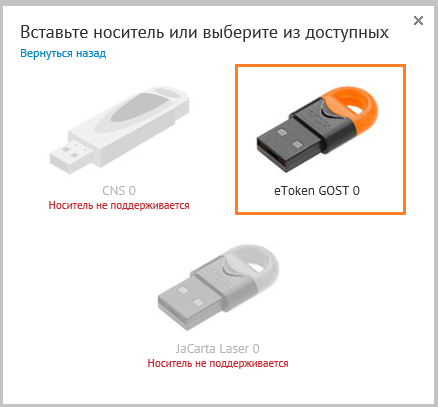 Вставьте носитель или выберите из доступных
Вернуться назад
CNS 0
Носитель не поддерживается
eToken GOST 0
JaCarta Laser 0
Носитель не поддерживается